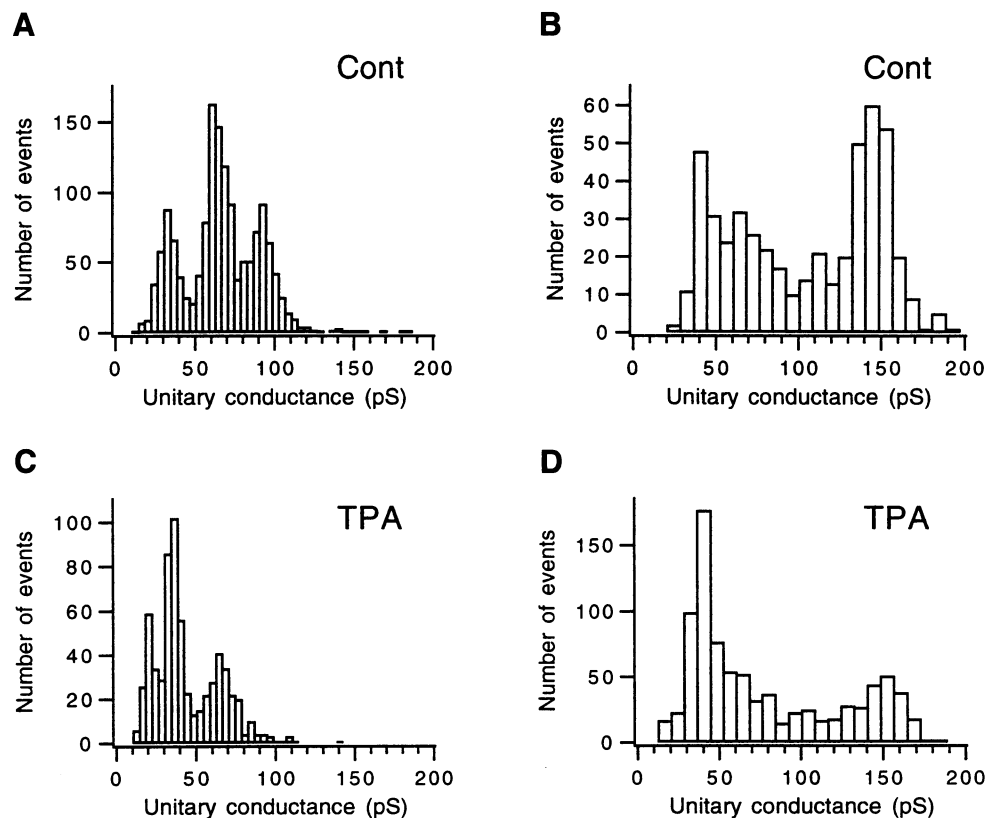 A
Cont
Number of events
150
100
50
0
0 50 100 150 200
Unitary conductance (pS)
B
Cont
Number of events
60
50
40
30
20
10
0
0 50 100 150 200
Unitary conductance (pS)
C
TPA
Number of events
100
80
60
40
20
0
0 50 100 150 200
Unitary conductance (pS)
D
TPA
Number of events
150
100
50
0
0 50 100 150 200
Unitary conductance (pS)